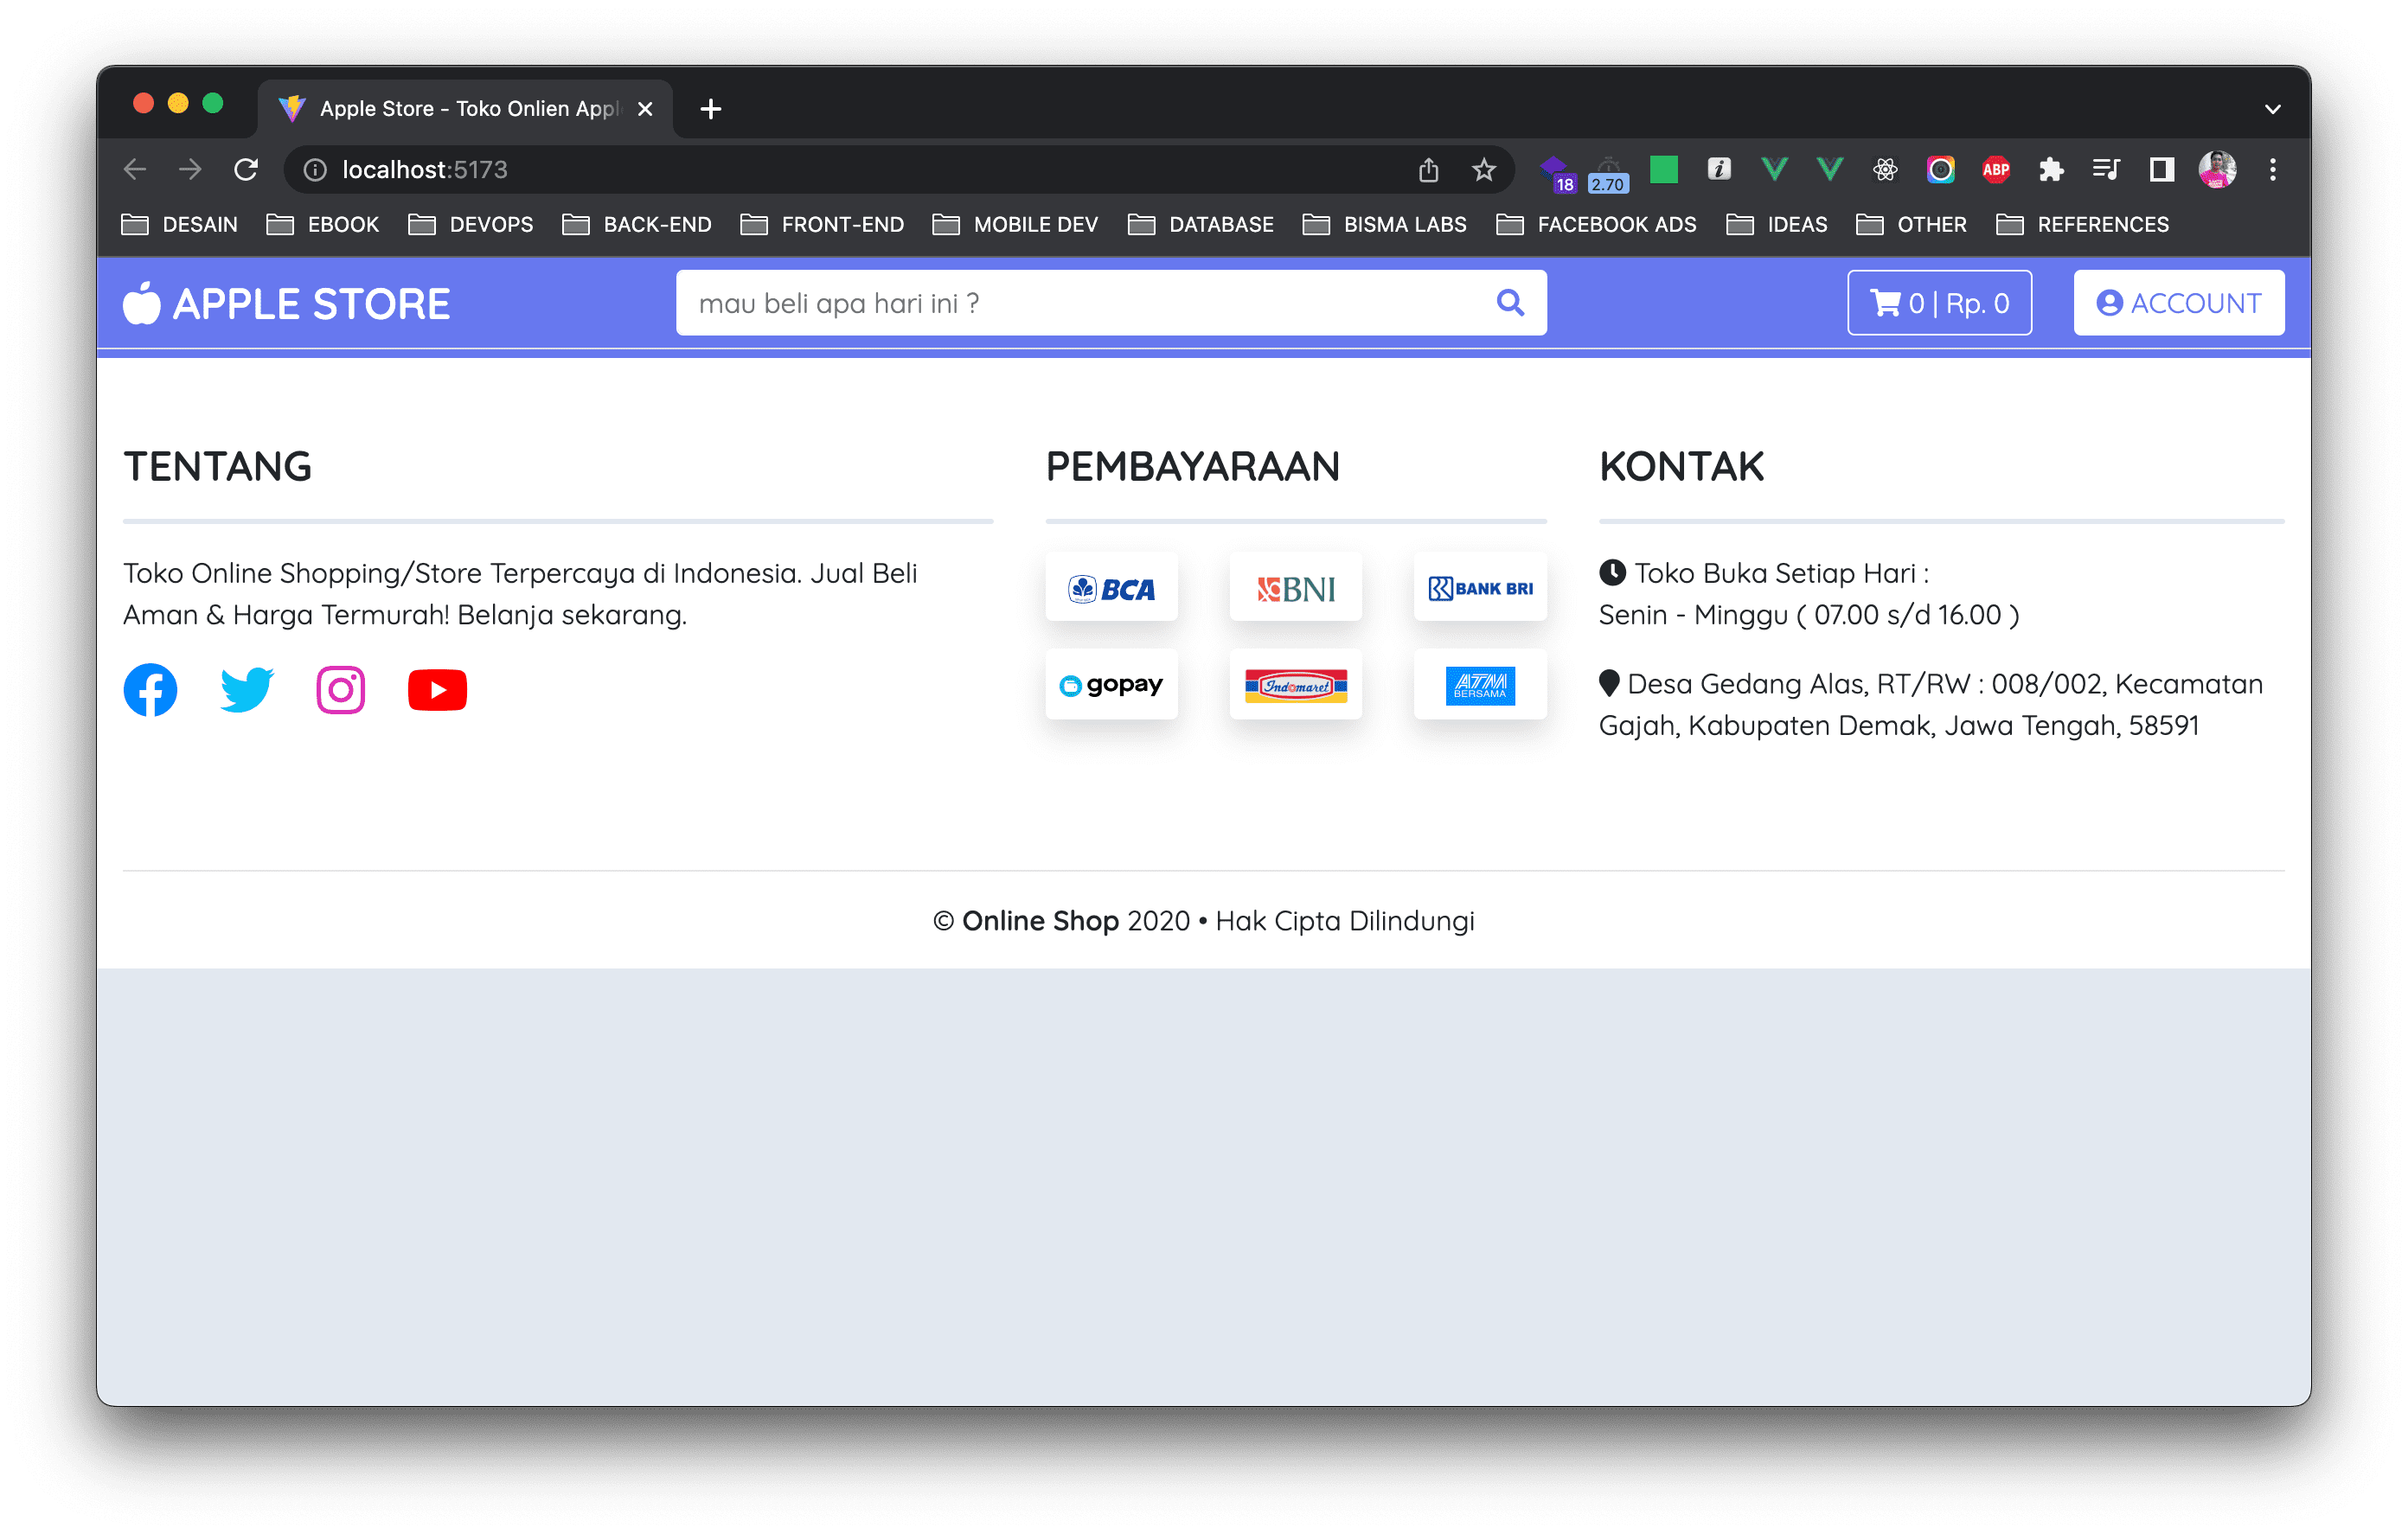 Apple Store - Toko Onlien Appl
localhost:5173
18
2.70
ABP
DESAIN EBOOK DEVOPS BACK-END FRONT-END MOBILE DEV DATABASE BISMA LABS FACEBOOK ADS IDEAS OTHER REFERENCES
APPLE STORE
mau beli apa hari ini ?
0 | Rp. 0
ACCOUNT
TENTANG
Toko Online Shopping/Store Terpercaya di Indonesia. Jual Beli
Aman & Harga Termurah! Belanja sekarang.
PEMBAYARAAN
BCA
BNI
BANK BRI
gopay
Indomaret
ATM
BERSAMA
KONTAK
Toko Buka Setiap Hari :
Senin - Minggu ( 07.00 s/d 16.00 )
Desa Gedang Alas, RT/RW : 008/002, Kecamatan
Gajah, Kabupaten Demak, Jawa Tengah, 58591
© Online Shop 2020 • Hak Cipta Dilindungi